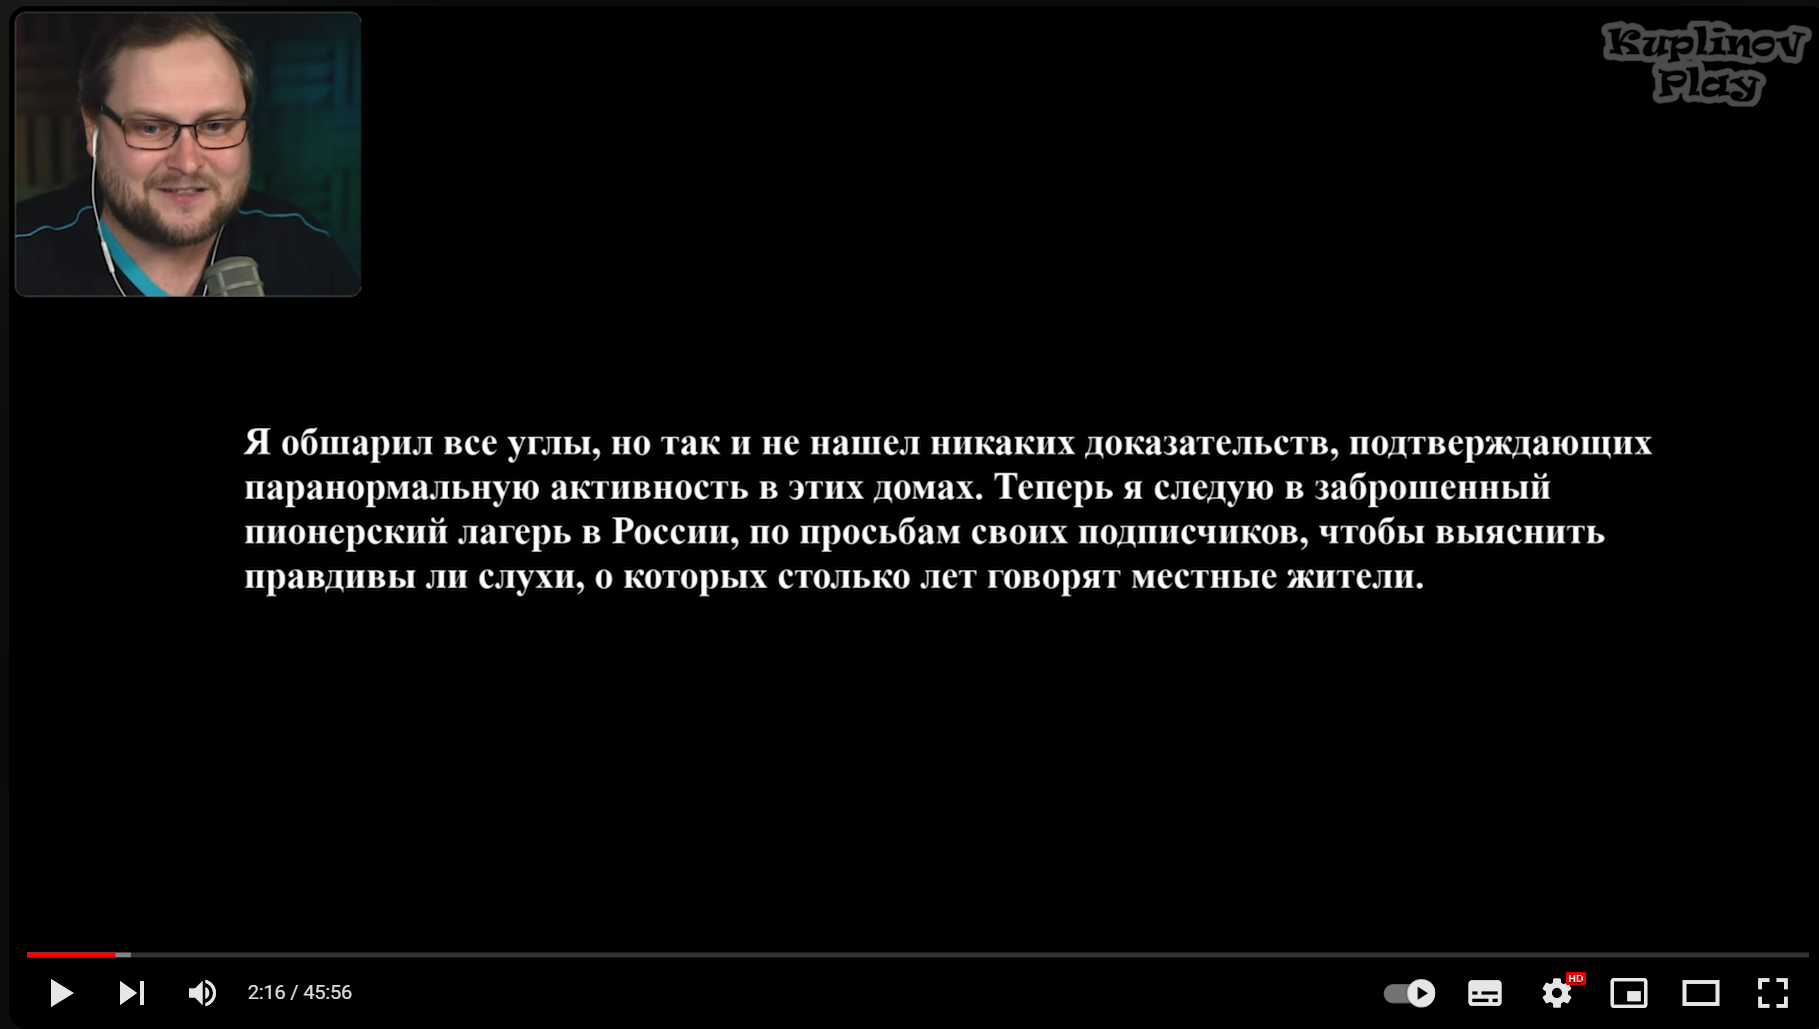 Kuplinov
Play
Я обшарил все углы, но так и не нашел никаких доказательств, подтверждающих
паранормальную активность в этих домах. Теперь я следую в заброшенный
пионерский лагерь в России, по просьбам своих подписчиков, чтобы выяснить
правдивы ли слухи, о которых столько лет говорят местные жители.
HD
2:16 / 45:56